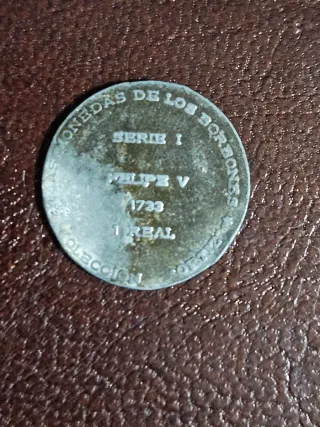 MONEDAS DE LOS BORBONES
SERIE I
FELIPE V
1733
1 REAL
COLECCION